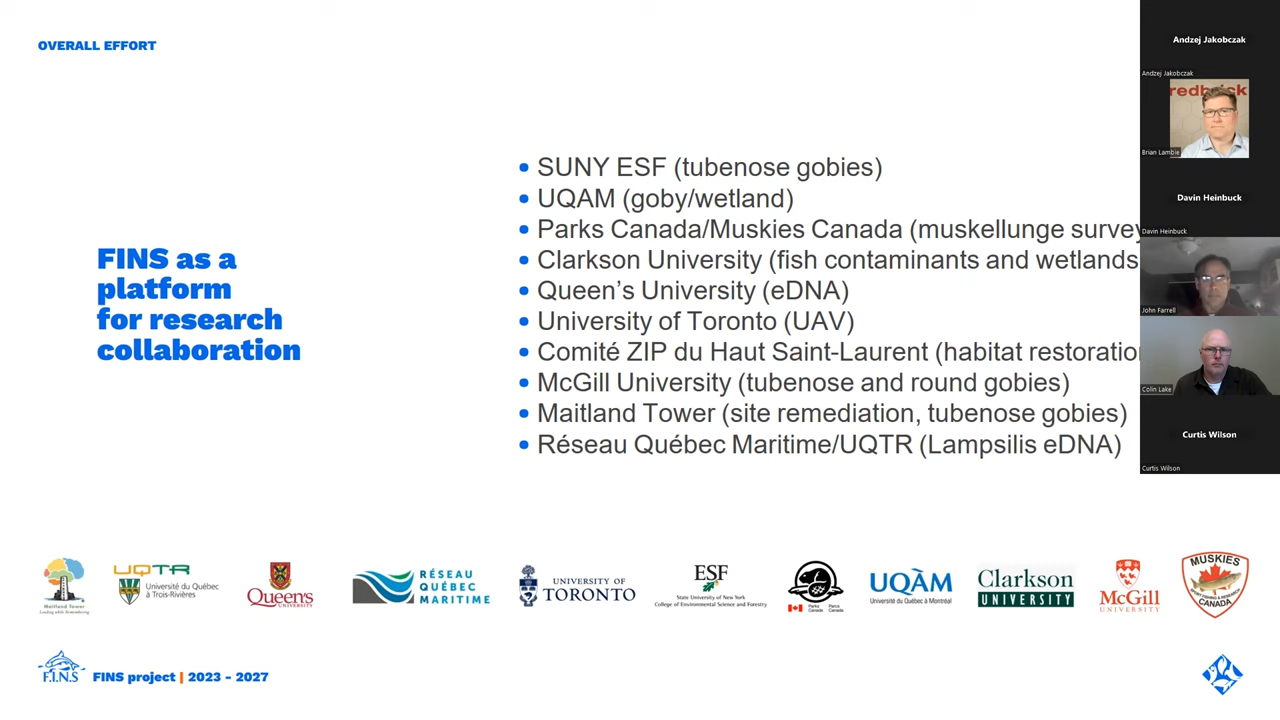 OVERALL EFFORT
FINS as a
platform
for research
collaboration
SUNY ESF (tubenose gobies)
UQAM (goby/wetland)
Parks Canada/Muskies Canada (muskellunge survey
Clarkson University (fish contaminants and wetlands
Queen's University (eDNA)
University of Toronto (UAV)
Comité ZIP du Haut Saint-Laurent (habitat restoration
McGill University (tubenose and round gobies)
Maitland Tower (site remediation, tubenose gobies)
Réseau Québec Maritime/UQTR (Lampsilis eDNA)
Andzej Jakobczak
Andzej Jakobczak
redbrick
Brian Lambie
Davin Heinbuck
Davin Heinbuck
John Farrell
Colin Lake
Curtis Wilson
Curtis Wilson
Maitland Tower
Leading while Remembering
UQTR
Université du Québec
à Trois-Rivières
Queen's
UNIVERSITY
RÉSEAU
QUÉBEC
MARITIME
UNIVERSITY OF
TORONTO
ESF
State University of New York
College of Environmental Science and Forestry
Parks Canada
Parcs Canada
UQÀM
Université du Québec à Montréal
Clarkson
UNIVERSITY
McGill
UNIVERSITY
MUSKIES
SPORT FISHING & RESEARCH
CANADA
F.I.N.S
FINS project | 2023 - 2027